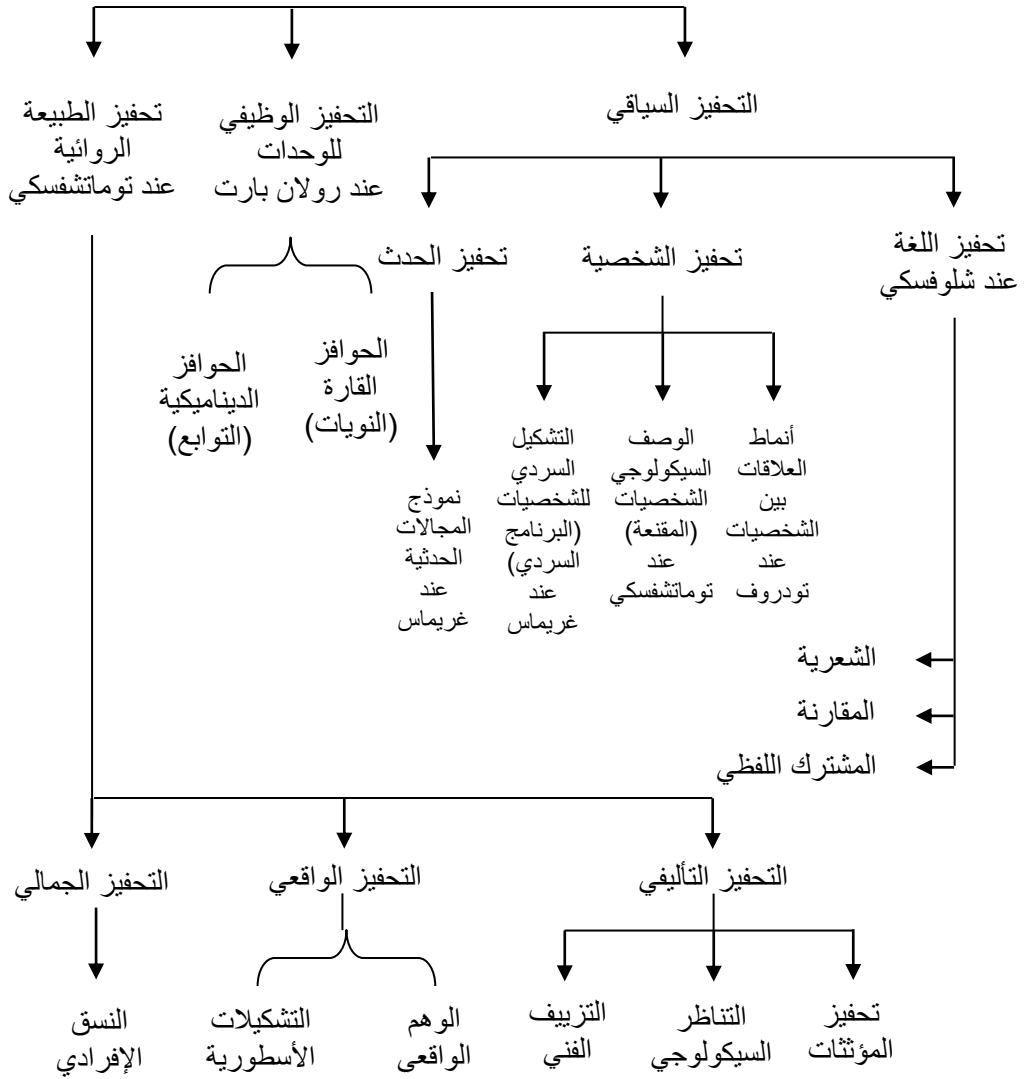 التحفيز السياقي
التحفيز الوظيفي
للوحدات
عند رولان بارت
تحفيز الطبيعة
الروائية
عند توماتشفسكي
تحفيز اللغة
عند شلوفسكي
تحفيز الشخصية
تحفيز الحدث
الحوافز
القارة
(النويات)
الحوافز
الديناميكية
(التوابع)
أنماط
العلاقات
بين
الشخصيات
عند
تودروف
الوصف
السيكولوجي
الشخصيات
(المقنعة)
عند
توماتشفسكي
التشكيل
السردي
للشخصيات
(البرنامج
السردي)
عند
غريماس
نموذج
المجالات
الحدثية
عند
غريماس
الشعرية
المقارنة
المشترك اللفظي
التحفيز التأليفي
التحفيز الواقعي
التحفيز الجمالي
تحفيز
المؤثثات
التناظر
السيكولوجي
التزييف
الفني
الوهم
الواقعي
التشكيلات
الأسطورية
النسق
الإفرادي